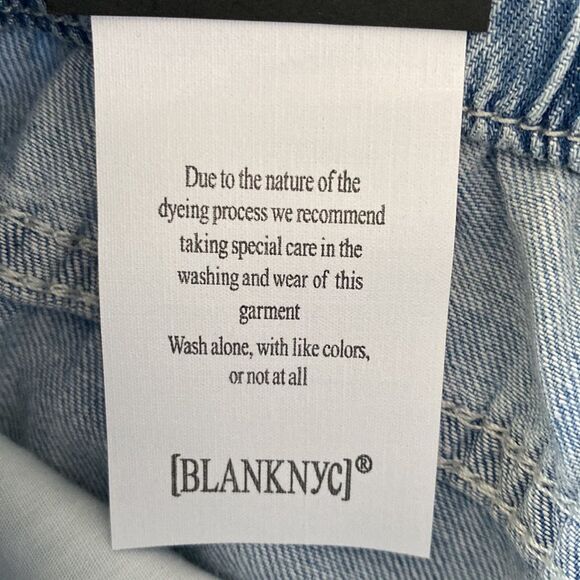 Due to the nature of the
dyeing process we recommend
taking special care in the
washing and wear of this
garment
Wash alone, with like colors,
or not at all
[BLANKNYC]®